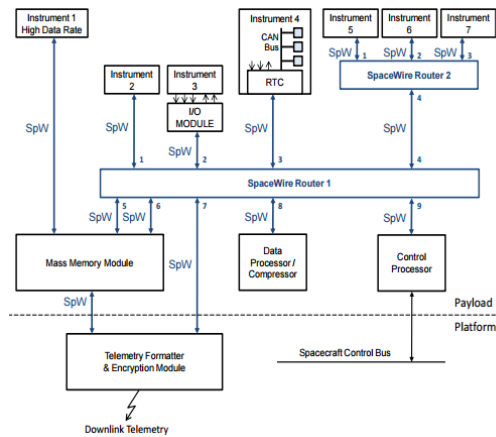 Instrument 1
High Data Rate
Instrument 4
CAN
Bus
RTC
Instrument
5
Instrument
6
Instrument
7
SpW
1
SpW
2
SpW
3
SpaceWire Router 2
4
Instrument
2
Instrument
3
I/O
MODULE
SpW
SpW
SpW
SpW
SpW
1
2
3
4
SpaceWire Router 1
5
6
7
8
9
SpW
SpW
SpW
SpW
SpW
Mass Memory Module
Data
Processor /
Compressor
Control
Processor
SpW
Payload
Platform
Telemetry Formatter
& Encryption Module
Spacecraft Control Bus
Downlink Telemetry